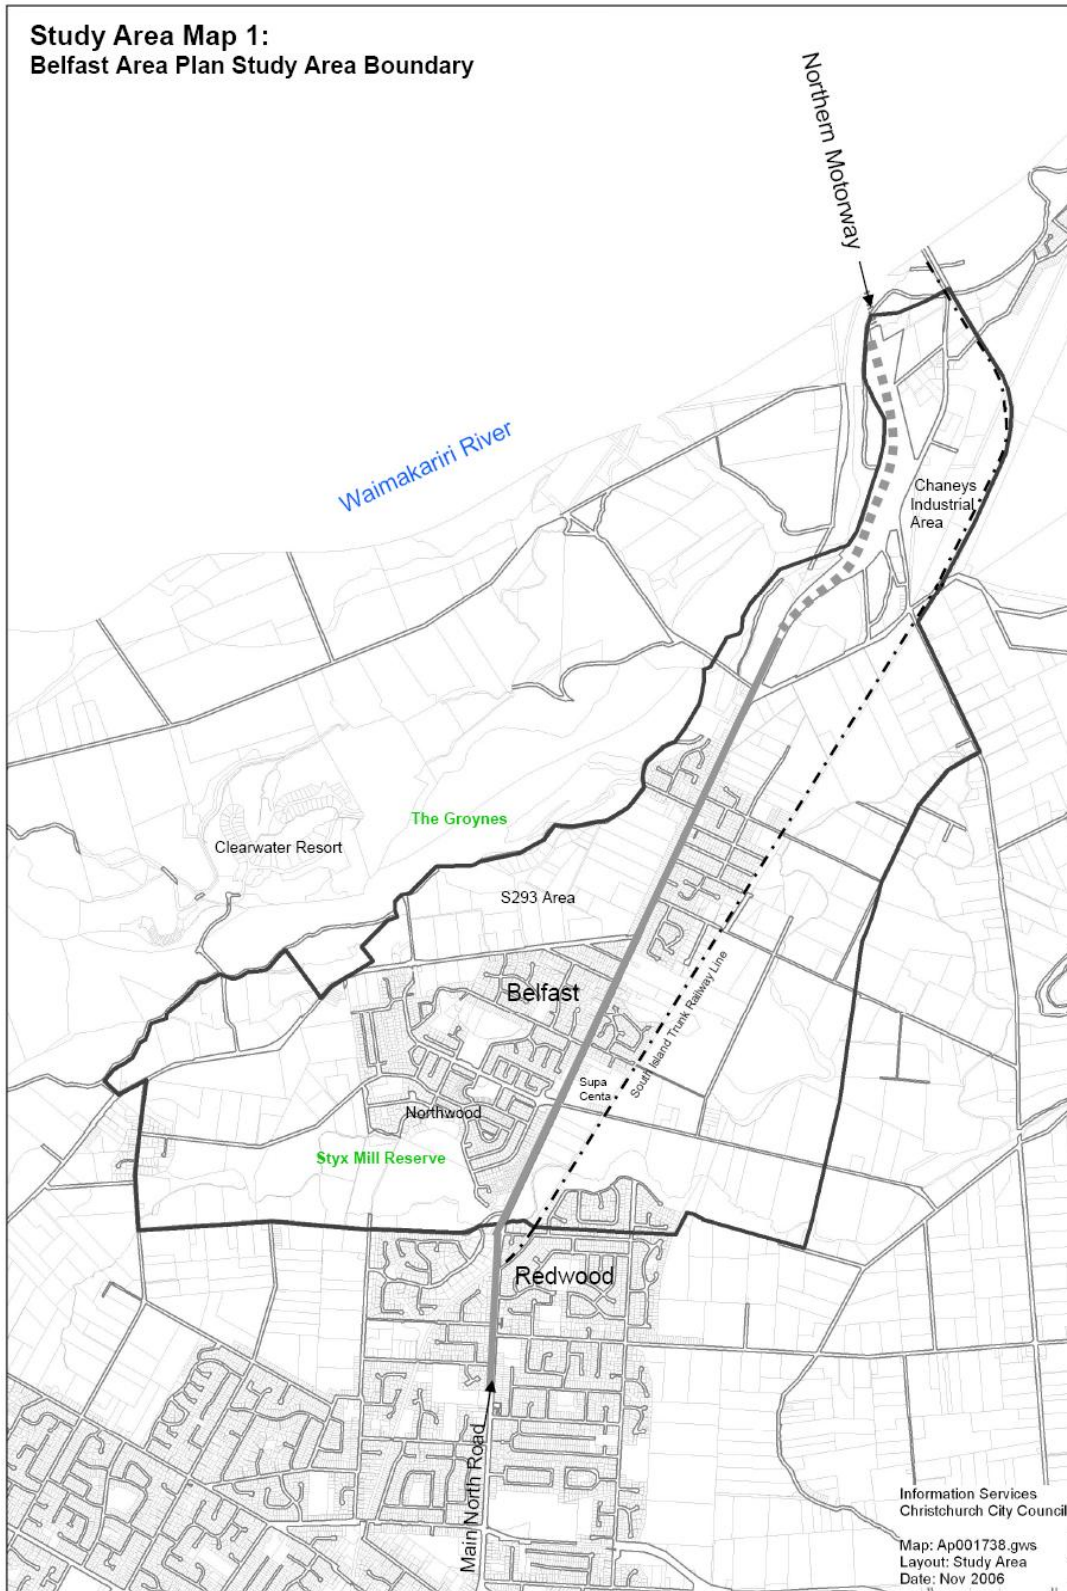 Study Area Map 1:
Belfast Area Plan Study Area Boundary
Northern Motorway
Waimakariri River
Chaneys
Industrial
Area
The Groynes
Clearwater Resort
S293 Area
Belfast
South Island Trunk Railway Line
Supa
Centa
Northwood
Styx Mill Reserve
Redwood
Main North Road
Information Services
Christchurch City Council
Map: Ap001738.gws
Layout: Study Area
Date: Nov 2006